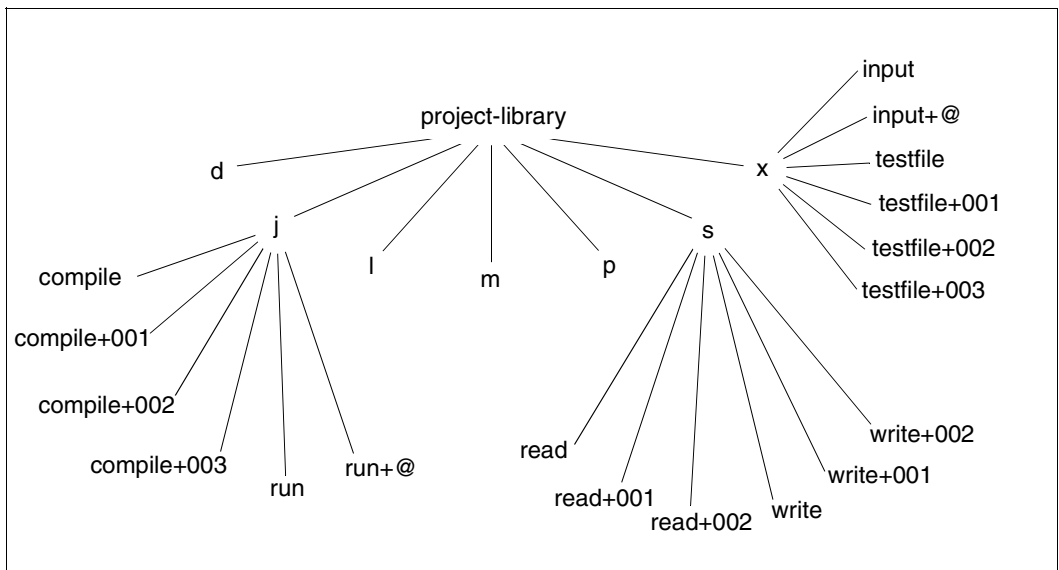 input
project-library
input+@
d
x
testfile
testfile+001
j
s
testfile+002
l
m
p
compile
testfile+003
compile+001
compile+002
write+002
read
compile+003
run+@
run
write+001
read+001
write
read+002